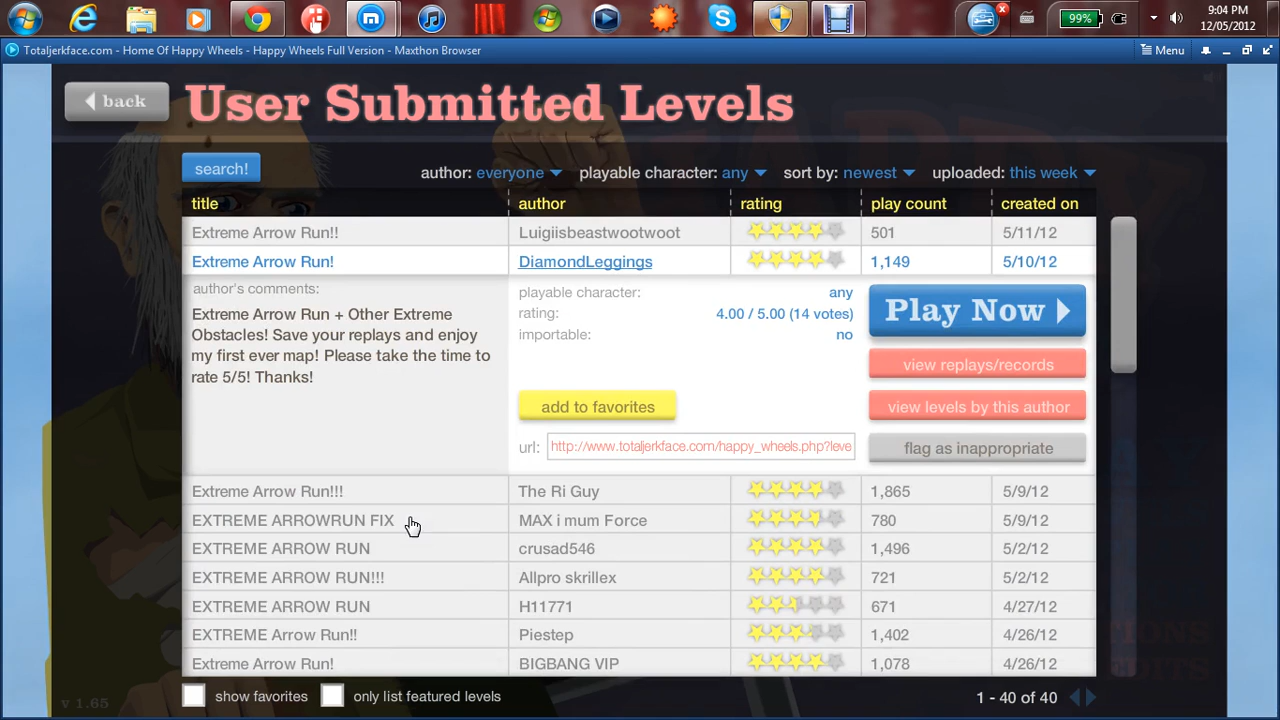 99%
9:04 PM
12/05/2012
Totaljerkface.com - Home Of Happy Wheels - Happy Wheels Full Version - Maxthon Browser
Menu
back
User Submitted Levels
search!
author: everyone
playable character: any
sort by: newest
uploaded: this week
title author rating play count created on
Extreme Arrow Run!! Luigiisbeastwootwoot 501 5/11/12
Extreme Arrow Run! DiamondLeggings 1,149 5/10/12
author's comments:
Extreme Arrow Run + Other Extreme
Obstacles! Save your replays and enjoy
my first ever map! Please take the time to
rate 5/5! Thanks!
playable character: any
rating: 4.00 / 5.00 (14 votes)
importable: no
add to favorites
url: http://www.totaljerkface.com/happy_wheels.php?leve
Play Now
view replays/records
view levels by this author
flag as inappropriate
Extreme Arrow Run!!! The Ri Guy 1,865 5/9/12
EXTREME ARROWRUN FIX MAX i mum Force 780 5/9/12
EXTREME ARROW RUN crusad546 1,496 5/2/12
EXTREME ARROW RUN!!! Allpro skrillex 721 5/2/12
EXTREME ARROW RUN H11771 671 4/27/12
EXTREME Arrow Run!! Piestep 1,402 4/26/12
Extreme Arrow Run! BIGBANG VIP 1,078 4/26/12
v 1.65
show favorites
only list featured levels
1 - 40 of 40